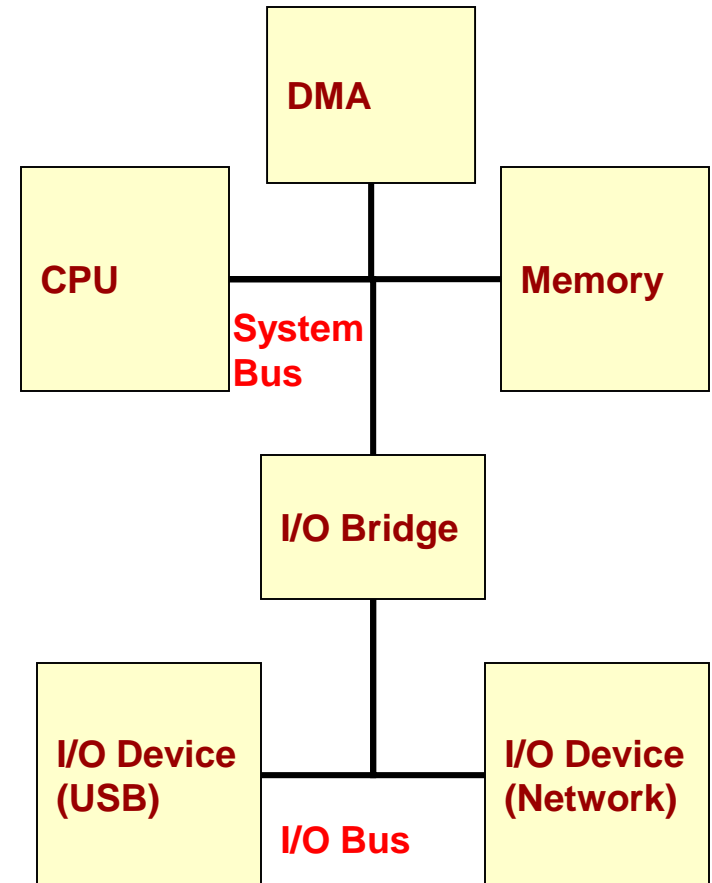 DMA
CPU
Memory
System
Bus
I/O Bridge
I/O Device
(USB)
I/O Device
(Network)
I/O Bus